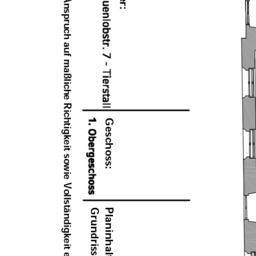 r:
uenlobstr. 7 - Tierstall
Geschoss:
1. Obergeschoss
Planinhal
Grundriss
Anspruch auf maßliche Richtigkeit sowie Vollständigkeit e